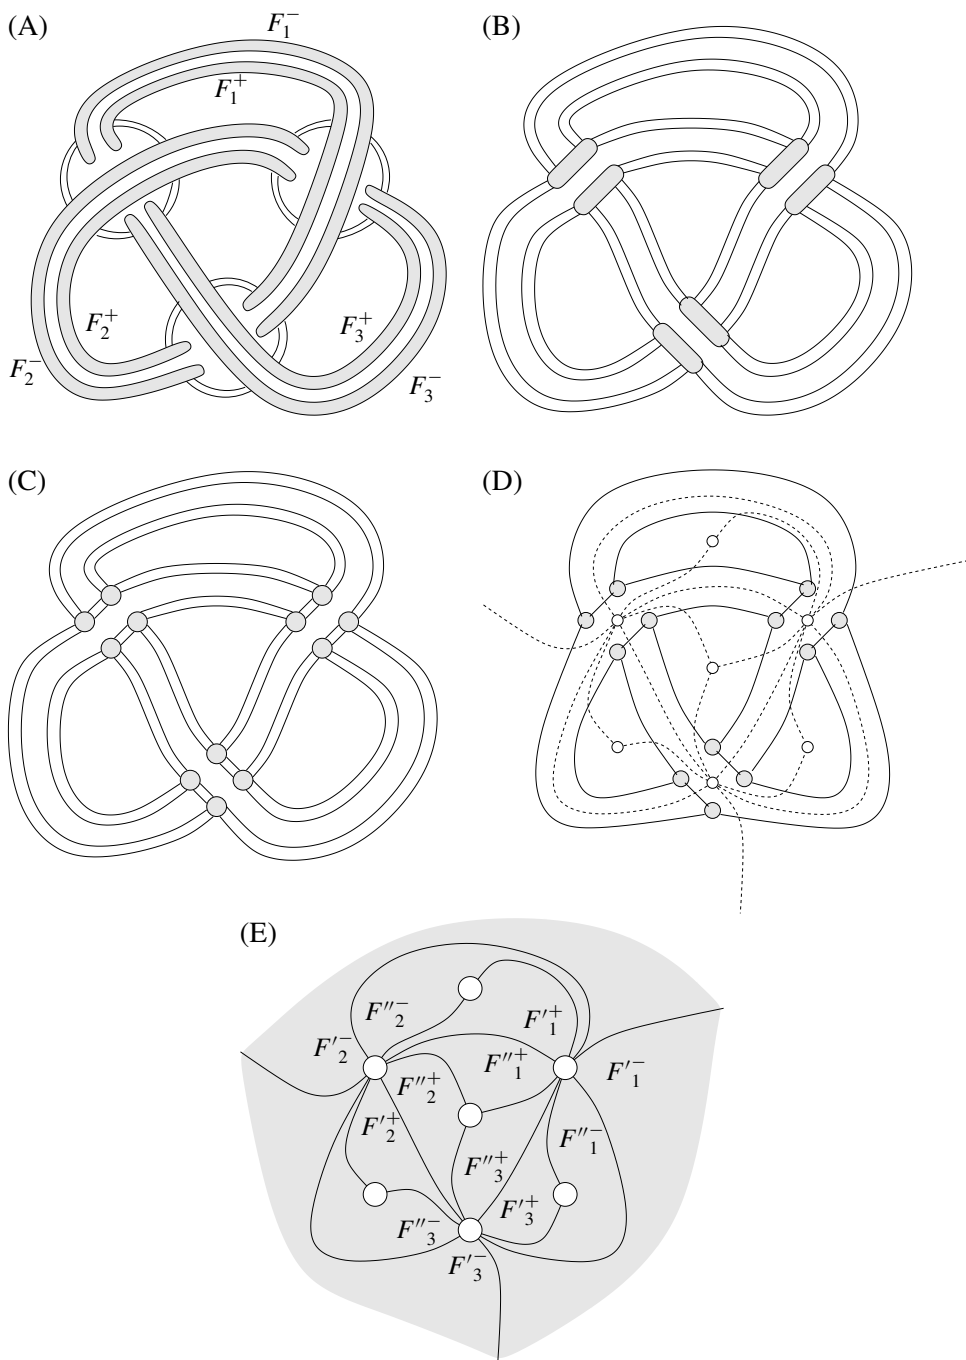 (A)
F₁⁻
(B)
F₁⁺
F₂⁺
F₃⁺
F₂⁻
F₃⁻
(C)
(D)
(E)
F″₂⁻
F′₁⁺
F′₂⁻
F″₁⁺
F′₁⁻
F″₂⁺
F′₂⁺
F″₁⁻
F″₃⁺
F′₃⁺
F″₃⁻
F′₃⁻